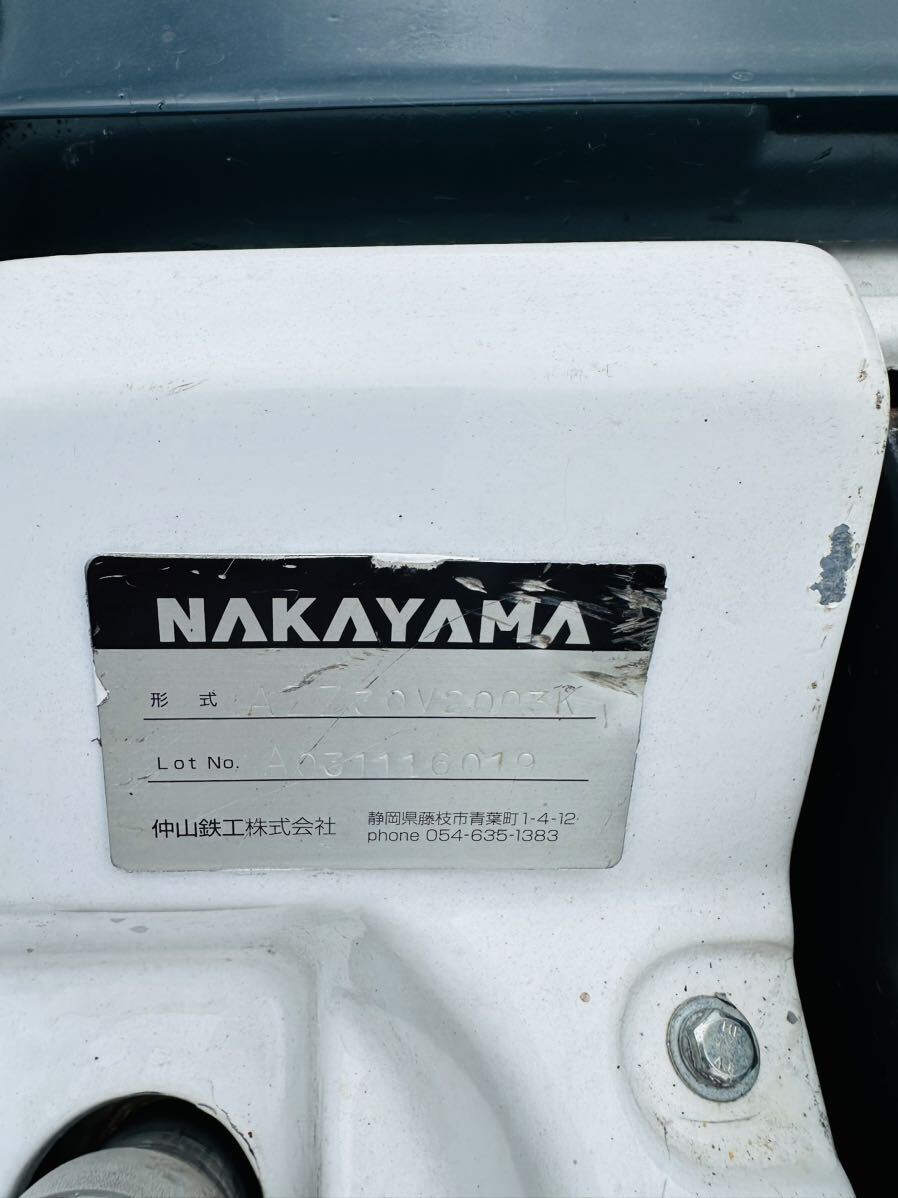 NAKAYAMA
形式
Lot No. A031116019
仲山鉄工株式会社
静岡県藤枝市青葉町1-4-12
phone 054-635-1383